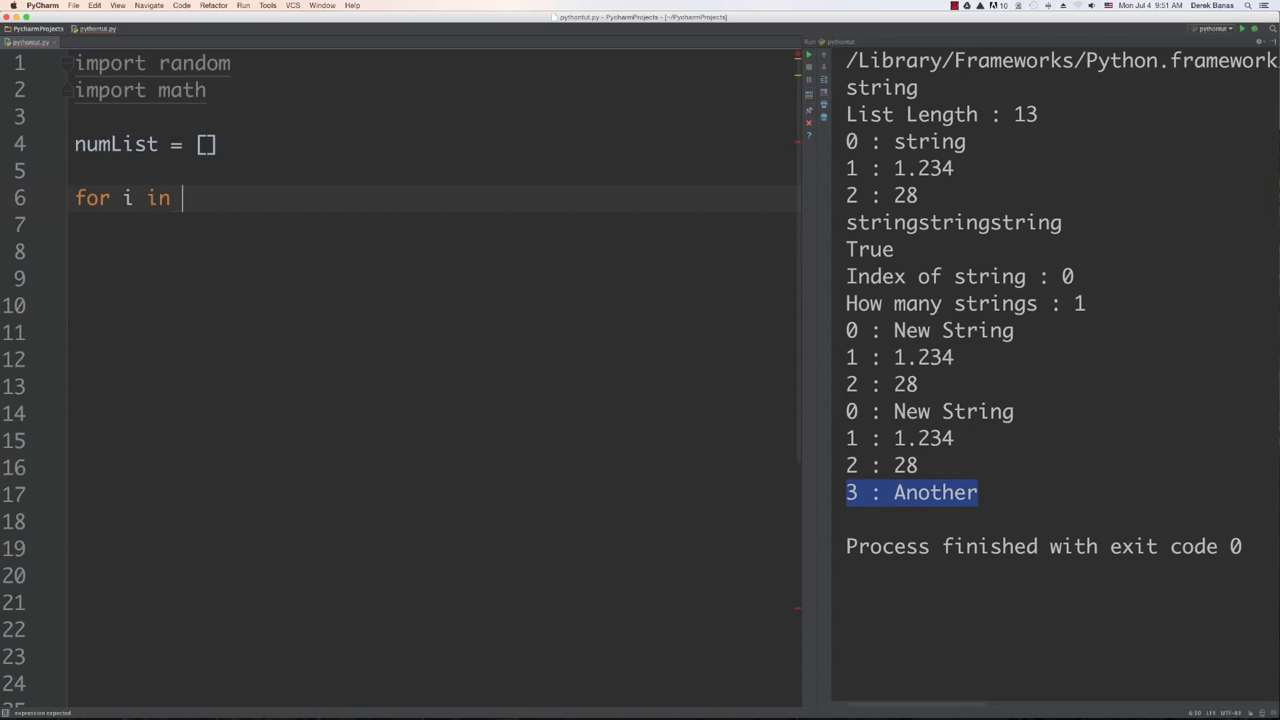 PyCharm File Edit View Navigate Code Refactor Run Tools VCS Window Help
10 Mon Jul 4 9:51 AM Derek Banas
pythontut.py - PycharmProjects - [~/PycharmProjects]
PycharmProjects pythontut.py
pythontut
pythontut.py
Run pythontut
1 import random
2 import math
3
4 numList = []
5
6 for i in
7
8
9
10
11
12
13
14
15
16
17
18
19
20
21
22
23
24
/Library/Frameworks/Python.framework
string
List Length : 13
0 : string
1 : 1.234
2 : 28
stringstringstring
True
Index of string : 0
How many strings : 1
0 : New String
1 : 1.234
2 : 28
0 : New String
1 : 1.234
2 : 28
3 : Another
Process finished with exit code 0
expression expected
6:10 LF UTF-8